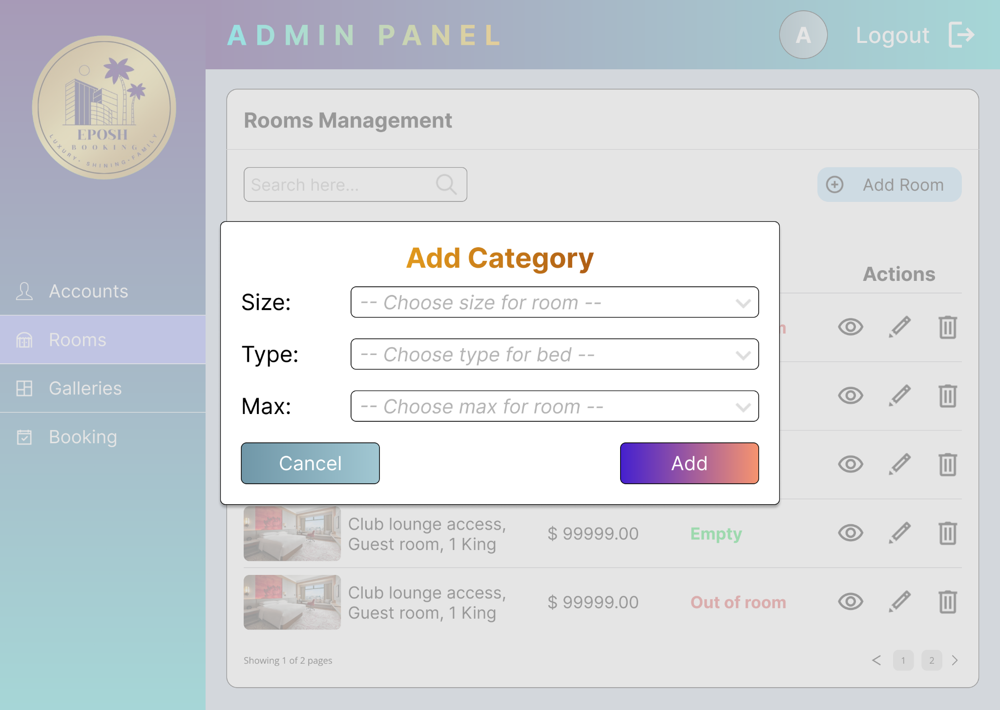 ADMIN PANEL
A
Logout
EPOSH
BOOKING
LUXURY · SHINING · FAMILY
Rooms Management
Search here...
Add Room
Add Category
Actions
Accounts
Size:
-- Choose size for room --
Rooms
Type:
-- Choose type for bed --
Galleries
Max:
-- Choose max for room --
Booking
Cancel
Add
Club lounge access,
Guest room, 1 King
$ 99999.00
Empty
Club lounge access,
Guest room, 1 King
$ 99999.00
Out of room
Showing 1 of 2 pages
< 1 2 >